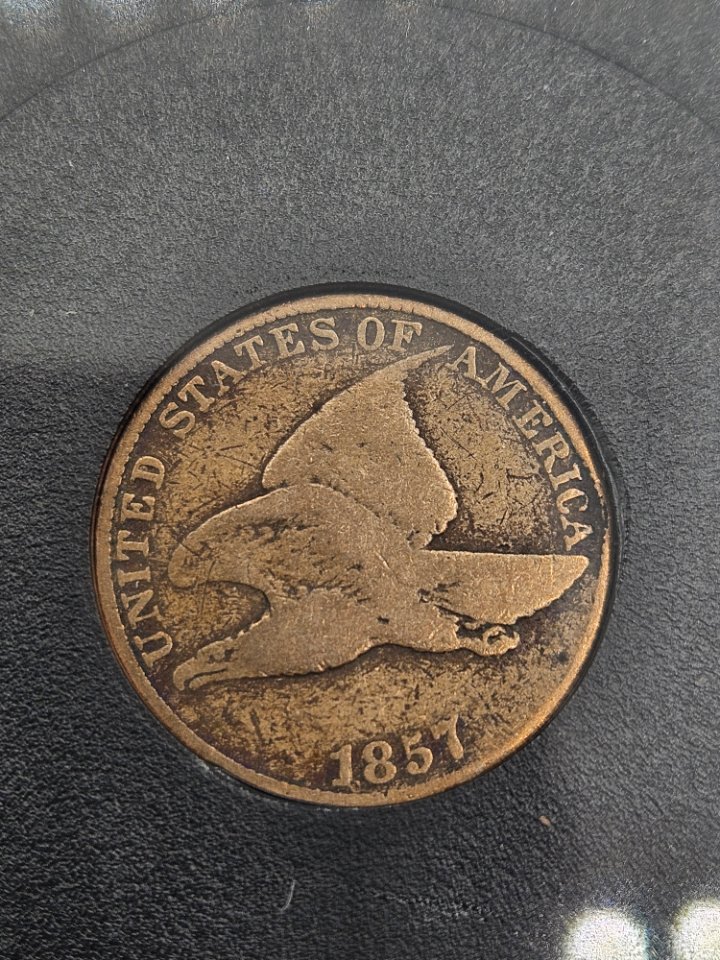 UNITED STATES OF AMERICA
1857